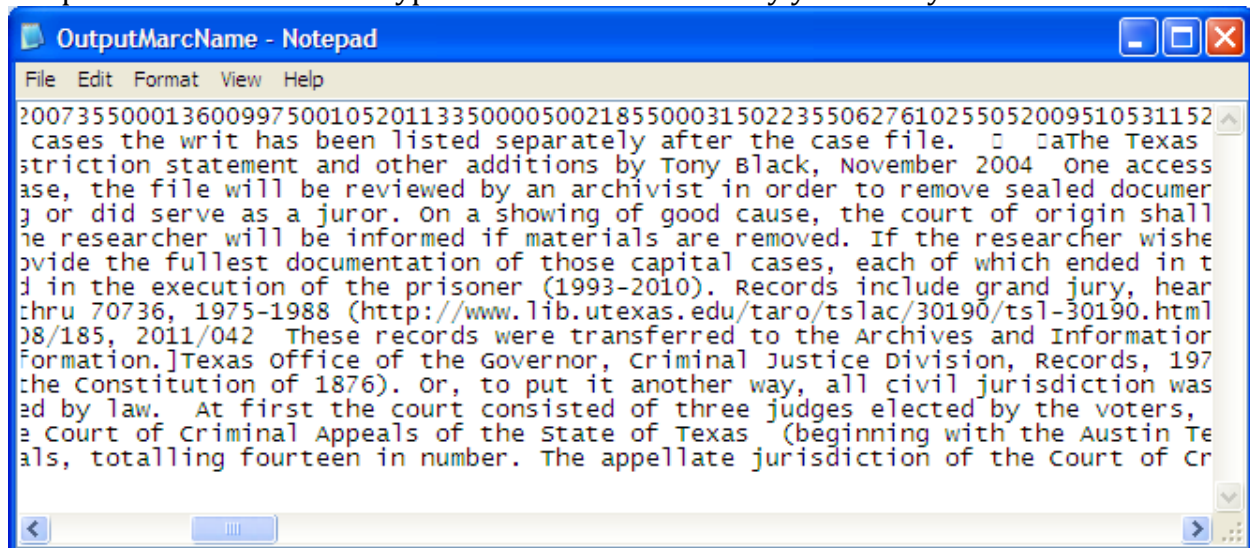 OutputMarcName - Notepad
File Edit Format View Help
20073550001360099750010520113350000500218550003150223550627610255052009510531152
cases the writ has been listed separately after the case file. □ □aThe Texas
striction statement and other additions by Tony Black, November 2004 One access
ase, the file will be reviewed by an archivist in order to remove sealed documen
g or did serve as a juror. On a showing of good cause, the court of origin shall
he researcher will be informed if materials are removed. If the researcher wishe
ovide the fullest documentation of those capital cases, each of which ended in t
d in the execution of the prisoner (1993-2010). Records include grand jury, hear
thru 70736, 1975-1988 (http://www.lib.utexas.edu/taro/tslac/30190/tsl-30190.html
08/185, 2011/042 These records were transferred to the Archives and Information
formation.]Texas Office of the Governor, Criminal Justice Division, Records, 197
the Constitution of 1876). Or, to put it another way, all civil jurisdiction was
ed by law. At first the court consisted of three judges elected by the voters,
e Court of Criminal Appeals of the State of Texas (beginning with the Austin Te
als, totalling fourteen in number. The appellate jurisdiction of the Court of Cr